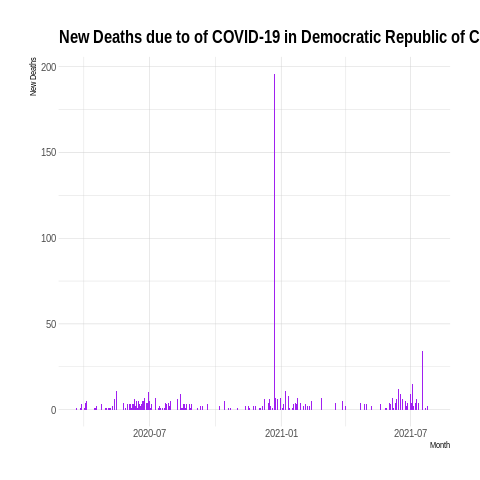 New Deaths due to of COVID-19 in Democratic Republic of C
New Deaths
200
150
100
50
0
2020-07
2021-01
2021-07
Month